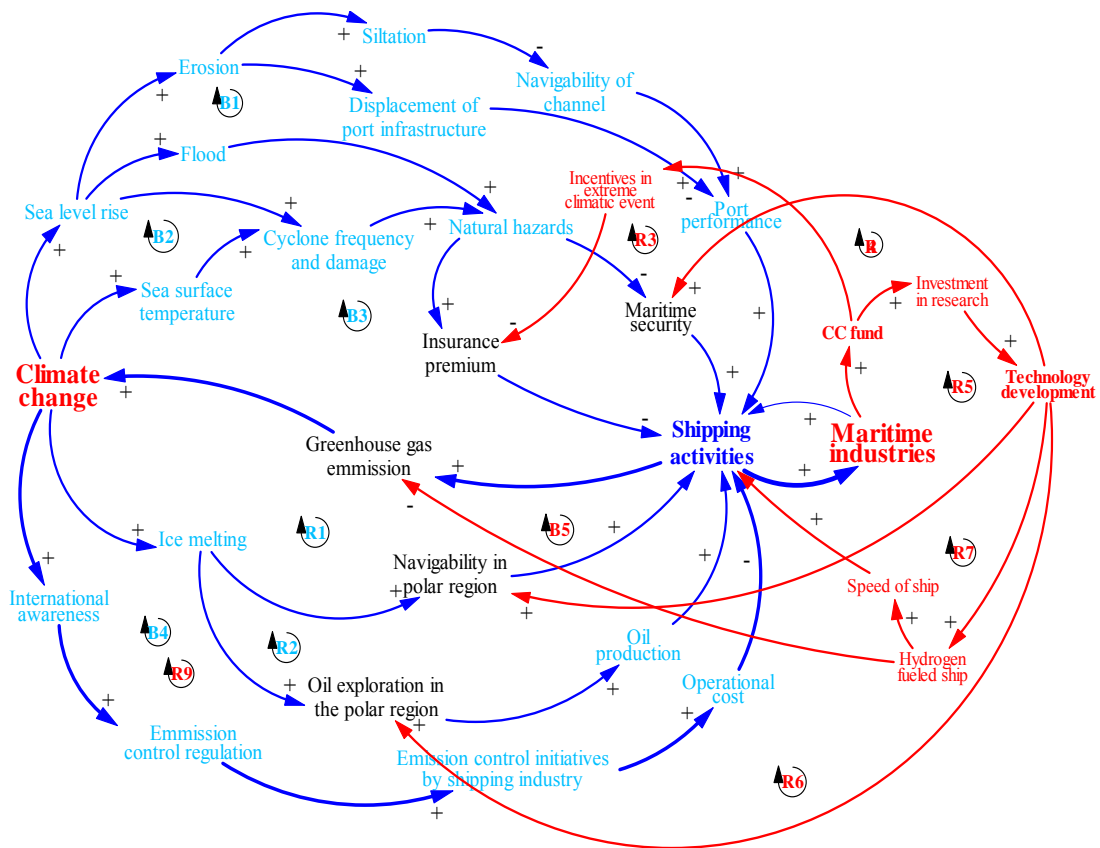 Siltation
+
-
Erosion
+
Navigability of
channel
+
B1
Displacement of
port infrastructure
+
Flood
+
+
Incentives in
extreme
climatic event
+
-
Port
performance
Sea level rise
+
Natural hazards
+
B2
Cyclone frequency
and damage
R3
+
+
+
-
Sea surface
temperature
+
Investment
in research
+
B3
+
Maritime
security
+
-
Insurance
premium
CC fund
+
R5
Climate
change
+
+
+
Technology
development
-
+
Shipping
activities
Maritime
industries
Greenhouse gas
emmission
+
+
-
+
R1
B5
+
+
Ice melting
Navigability in
polar region
+
-
R7
+
International
awareness
+
+
Speed of ship
+
+
B4
R2
Oil
production
Hydrogen
fueled ship
R9
+
Oil exploration in
the polar region
+
+
Operational
cost
+
+
Emmission
control regulation
Emission control initiatives
by shipping industry
+
R6